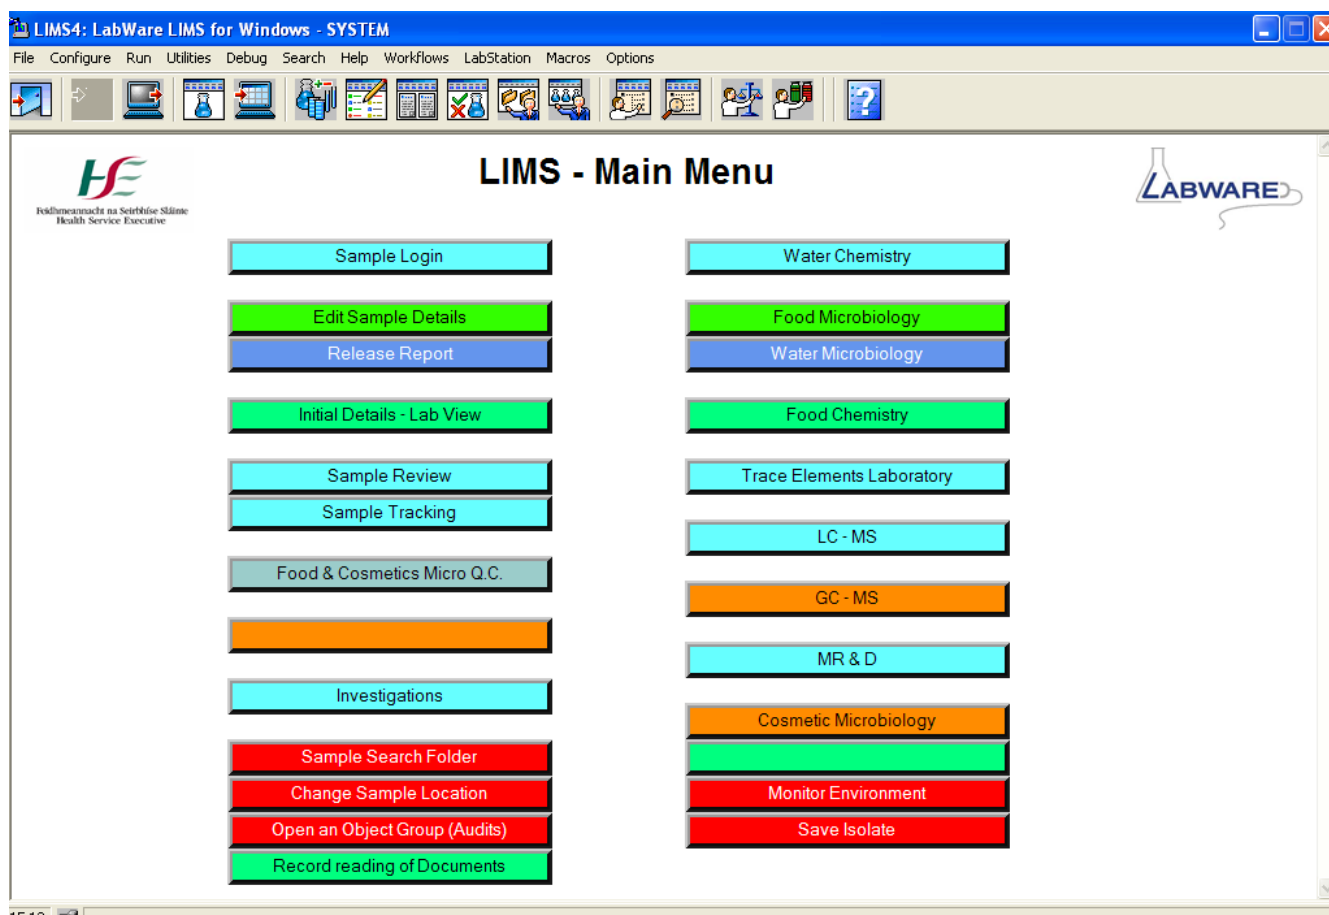 LIMS4: LabWare LIMS for Windows - SYSTEM
File Configure Run Utilities Debug Search Help Workflows LabStation Macros Options
LIMS - Main Menu
HE
Feidhmeannacht na Seirbhíse Sláinte
Health Service Executive
LABWARE
Sample Login
Edit Sample Details
Release Report
Initial Details - Lab View
Sample Review
Sample Tracking
Food & Cosmetics Micro Q.C.
Investigations
Sample Search Folder
Change Sample Location
Open an Object Group (Audits)
Record reading of Documents
Water Chemistry
Food Microbiology
Water Microbiology
Food Chemistry
Trace Elements Laboratory
LC - MS
GC - MS
MR & D
Cosmetic Microbiology
Monitor Environment
Save Isolate